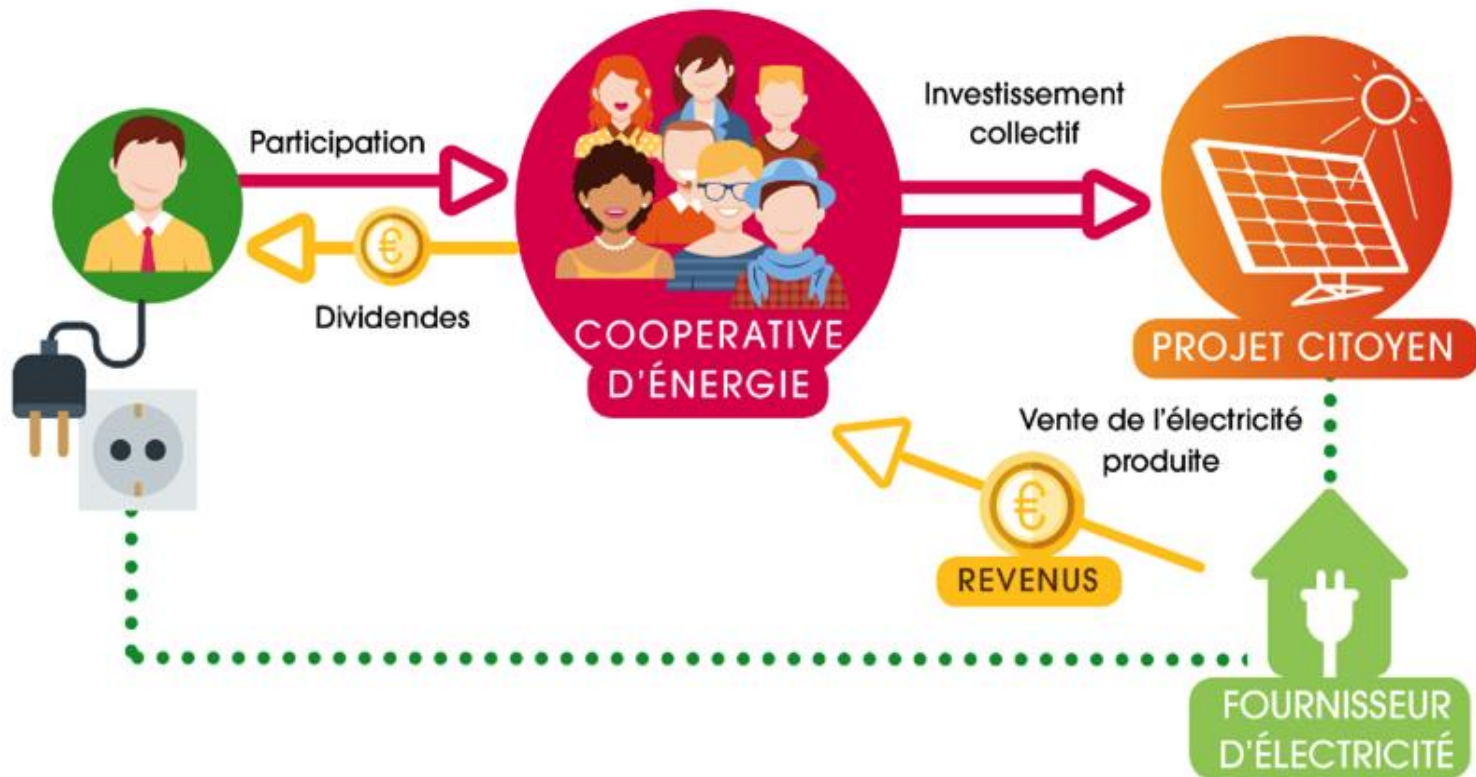 Participation
Dividendes
COOPERATIVE
D'ÉNERGIE
Investissement
collectif
PROJET CITOYEN
Vente de l'électricité
produite
€
€
REVENUS
FOURNISSEUR
D'ÉLECTRICITÉ